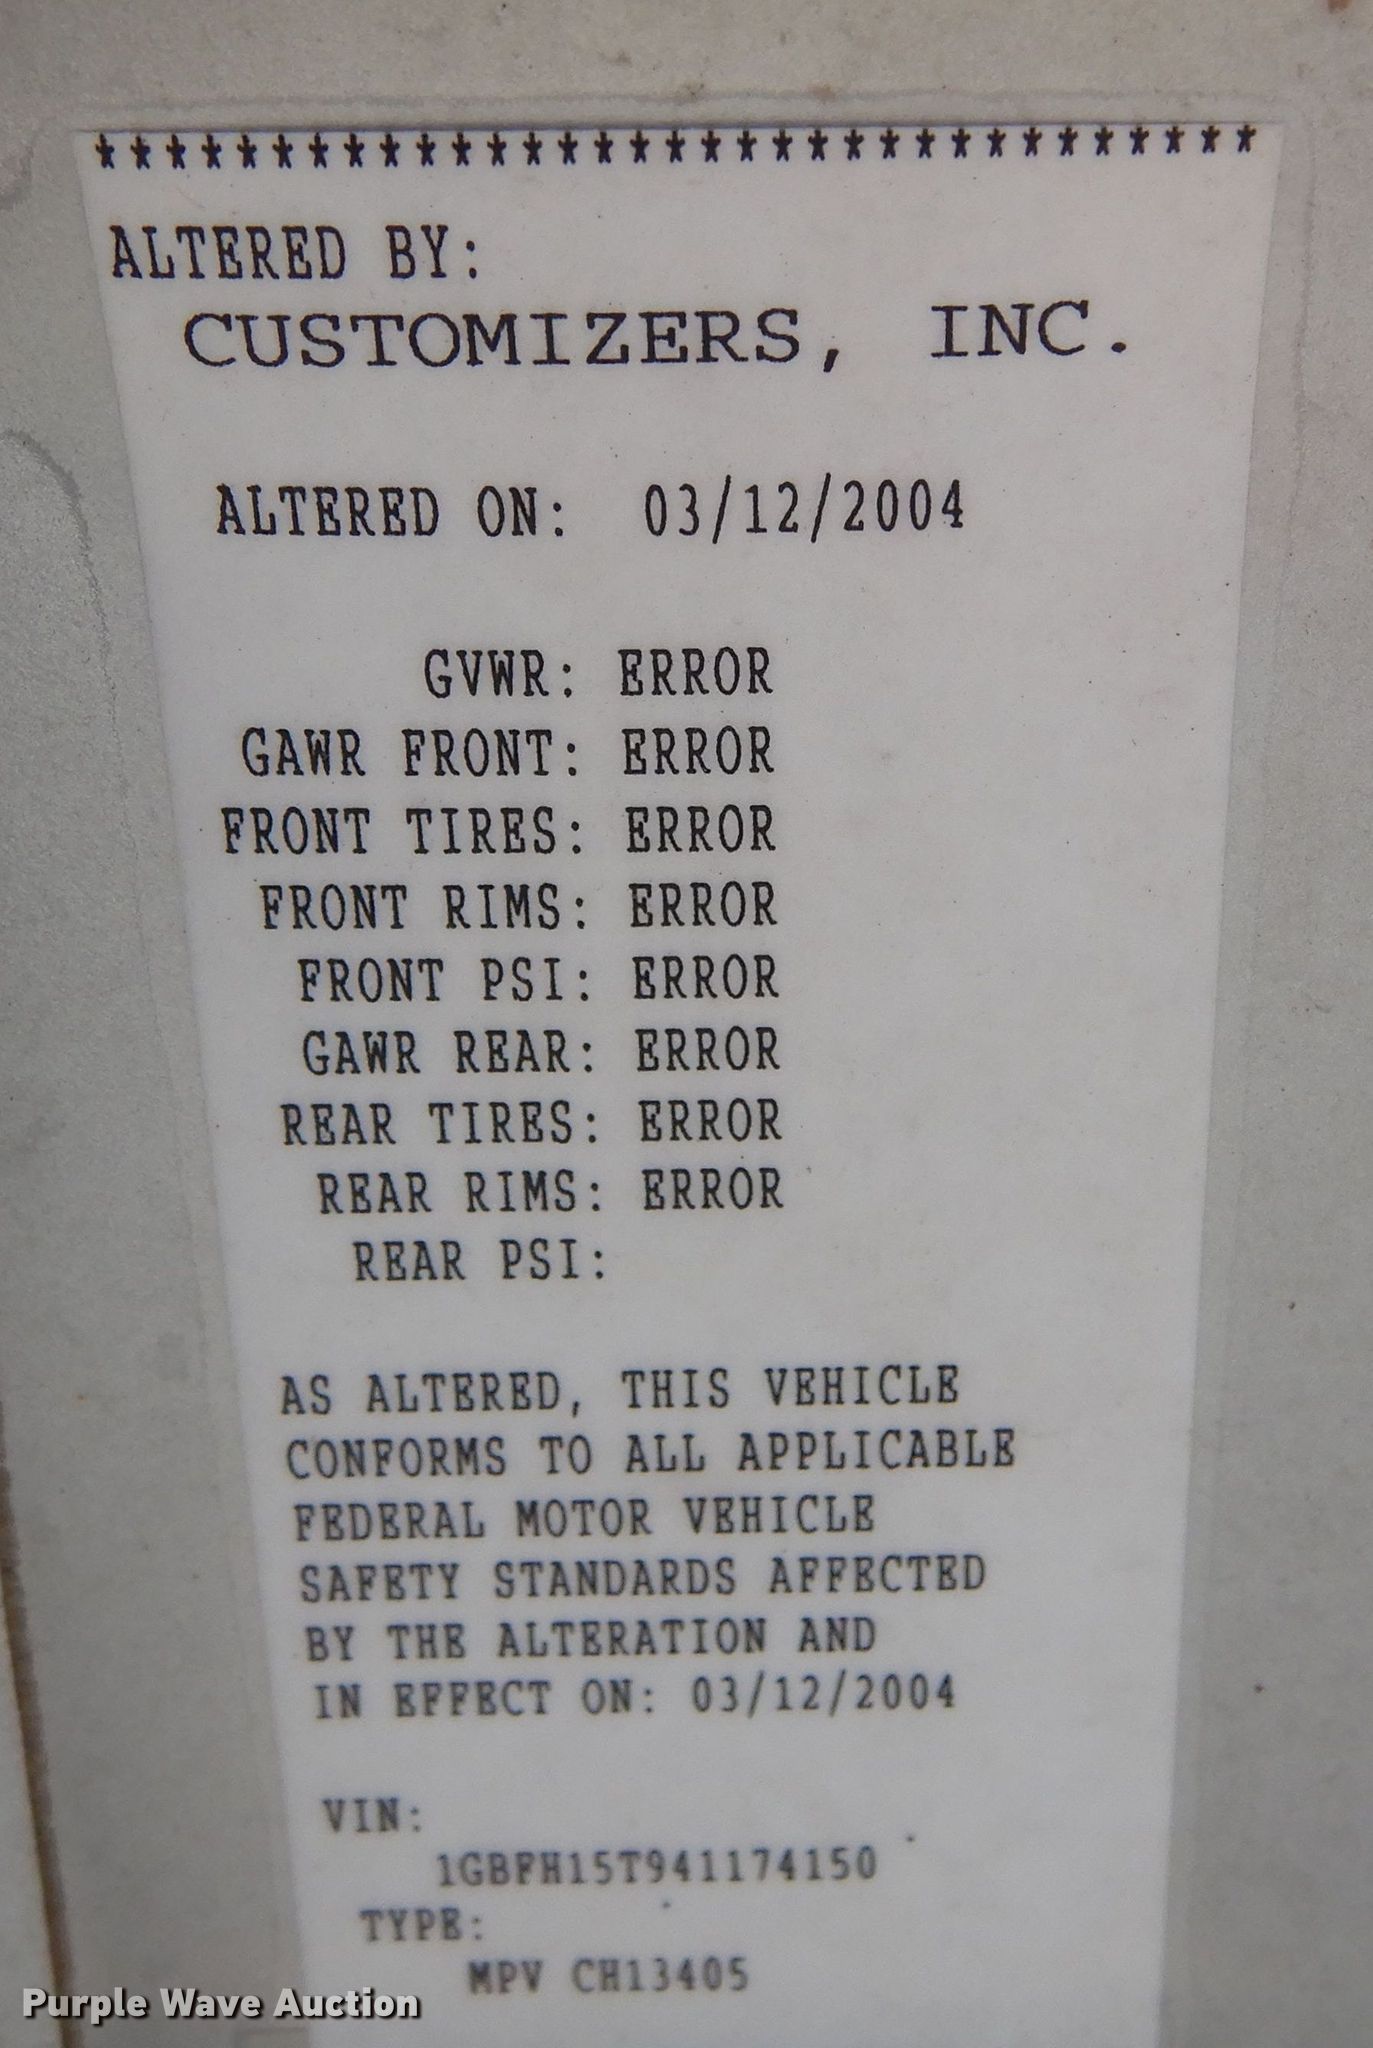 *********************************
ALTERED BY:
CUSTOMIZERS, INC.
ALTERED ON: 03/12/2004
GVWR: ERROR
GAWR FRONT: ERROR
FRONT TIRES: ERROR
FRONT RIMS: ERROR
FRONT PSI: ERROR
GAWR REAR: ERROR
REAR TIRES: ERROR
REAR RIMS: ERROR
REAR PSI:
AS ALTERED, THIS VEHICLE
CONFORMS TO ALL APPLICABLE
FEDERAL MOTOR VEHICLE
SAFETY STANDARDS AFFECTED
BY THE ALTERATION AND
IN EFFECT ON: 03/12/2004
VIN:
1GBFH15T941174150
TYPE:
MPV CH13405
Purple Wave Auction